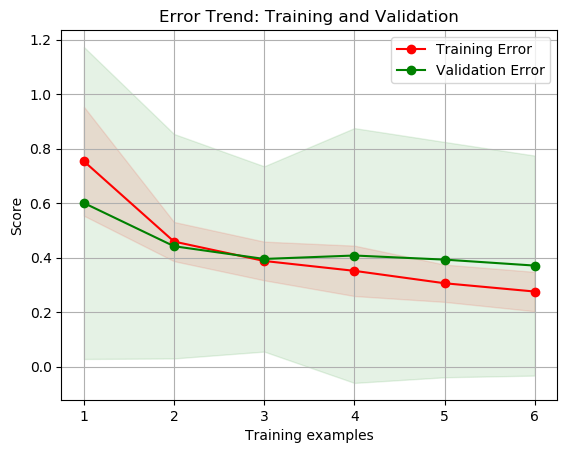 Error Trend: Training and Validation
Training Error
Validation Error
Score
1.2
1.0
0.8
0.6
0.4
0.2
0.0
1 2 3 4 5 6
Training examples